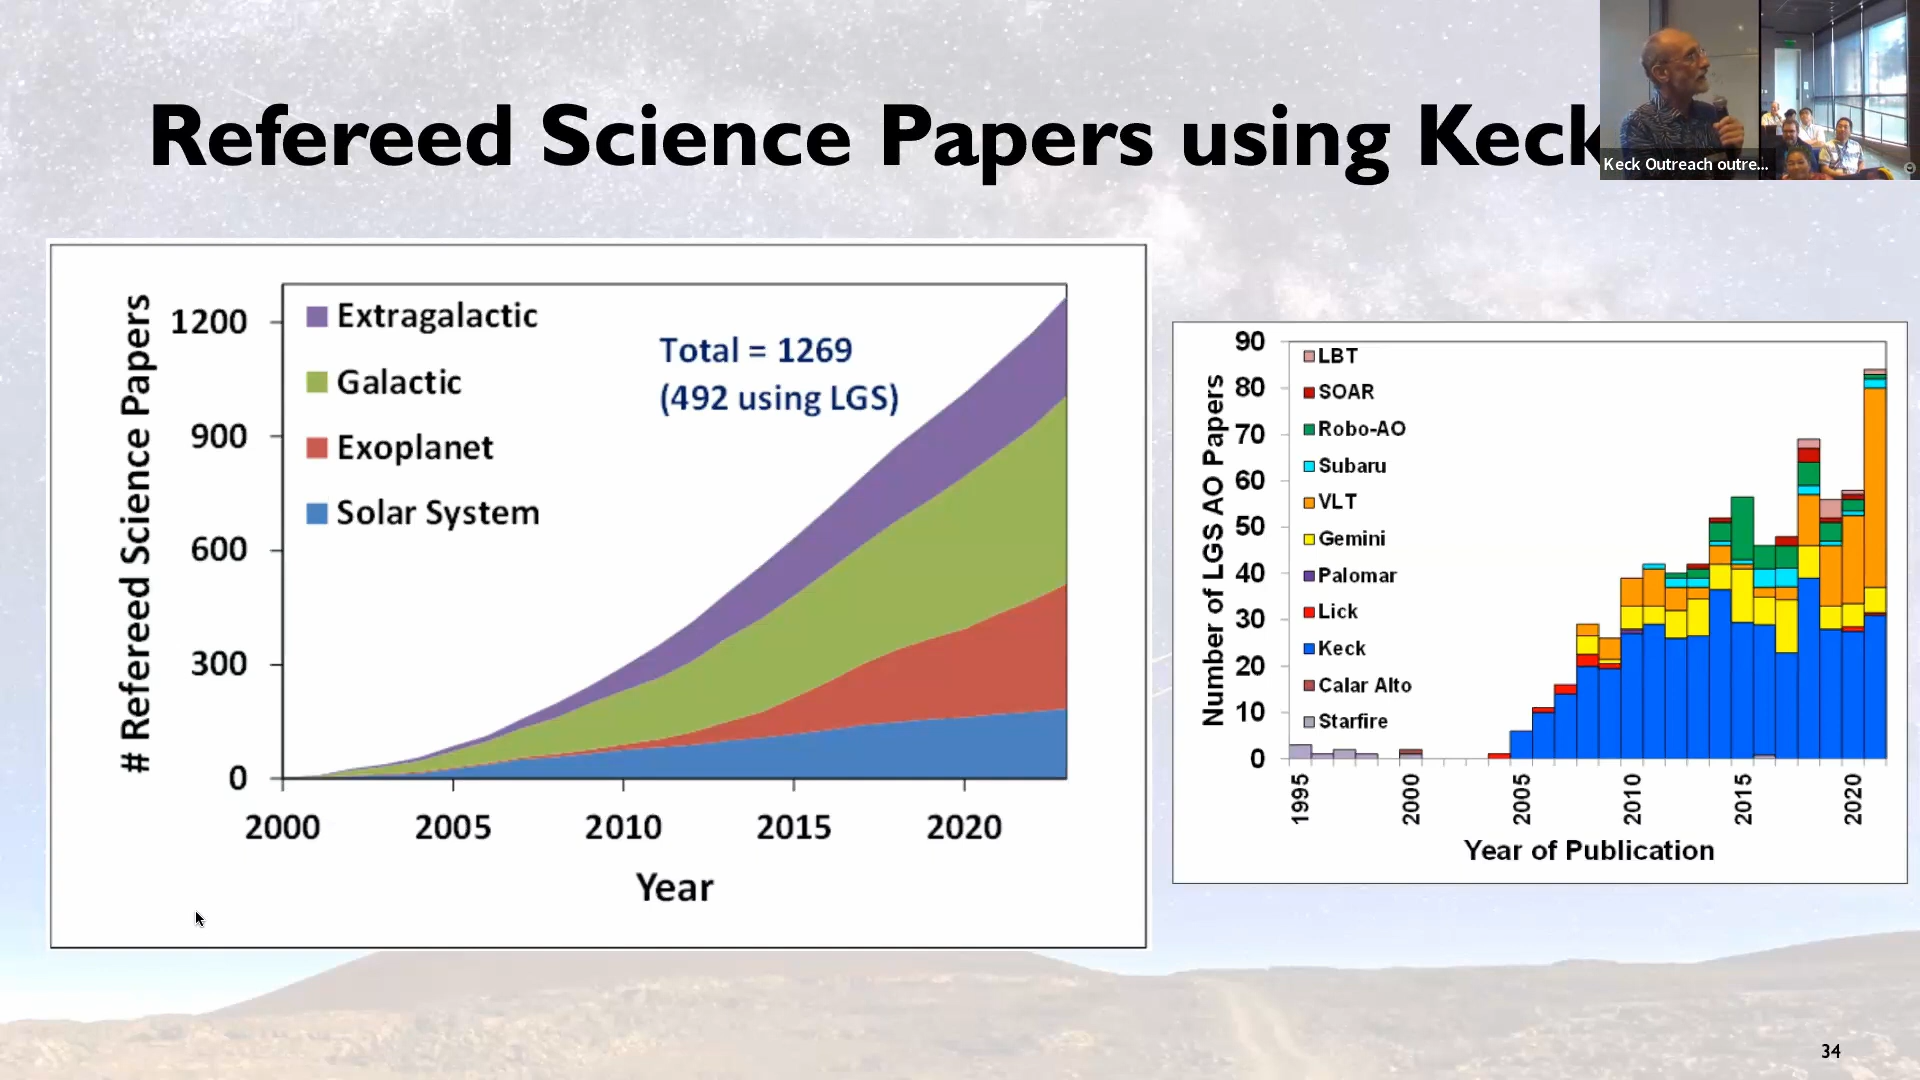 Refereed Science Papers using Keck
Keck Outreach outre...
# Refereed Science Papers
1200
900
600
300
0
Extragalactic
Galactic
Exoplanet
Solar System
Total = 1269
(492 using LGS)
2000 2005 2010 2015 2020
Year
Number of LGS AO Papers
90
80
70
60
50
40
30
20
10
0
LBT
SOAR
Robo-AO
Subaru
VLT
Gemini
Palomar
Lick
Keck
Calar Alto
Starfire
1995 2000 2005 2010 2015 2020
Year of Publication
34